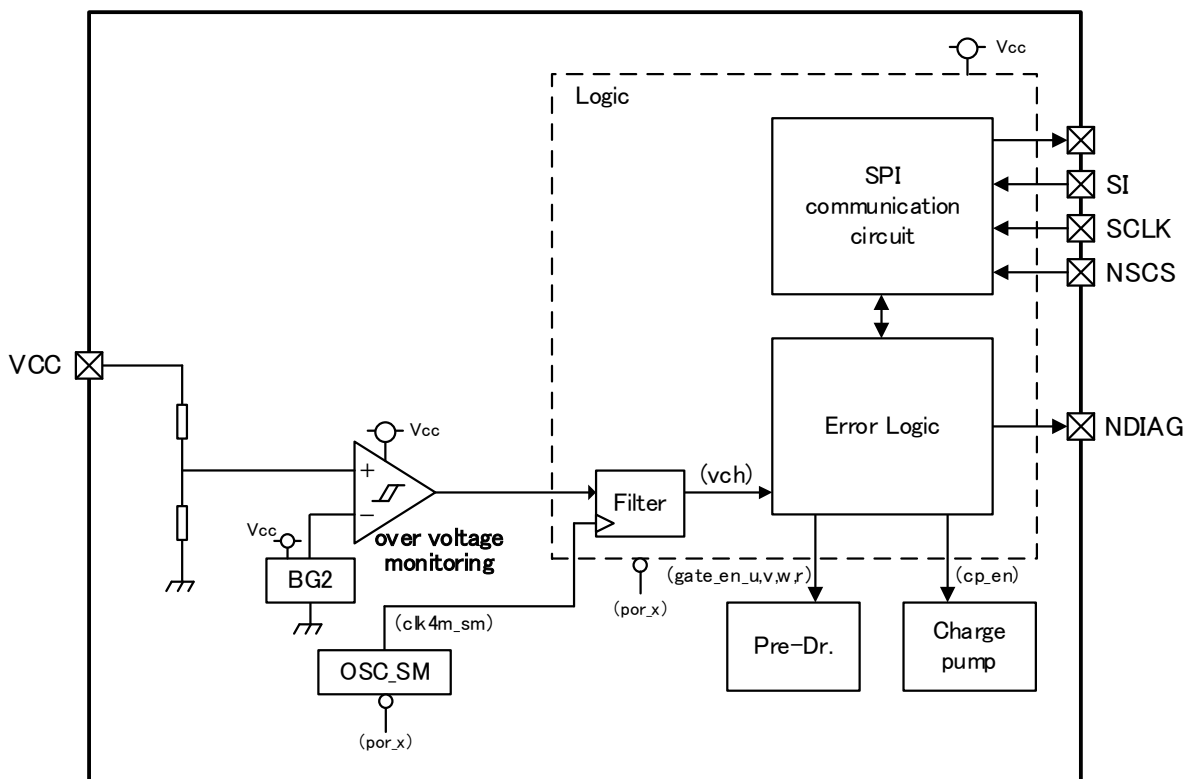 Vcc
Logic
SPI
communication
circuit
SI
SCLK
NSCS
VCC
Error Logic
NDIAG
Vcc
+
−
(vch)
Filter
over voltage
monitoring
Vcc
BG2
(gate_en_u,v,w,r)
(cp_en)
(por_x)
(clk4m_sm)
Pre-Dr.
Charge
pump
OSC_SM
(por_x)